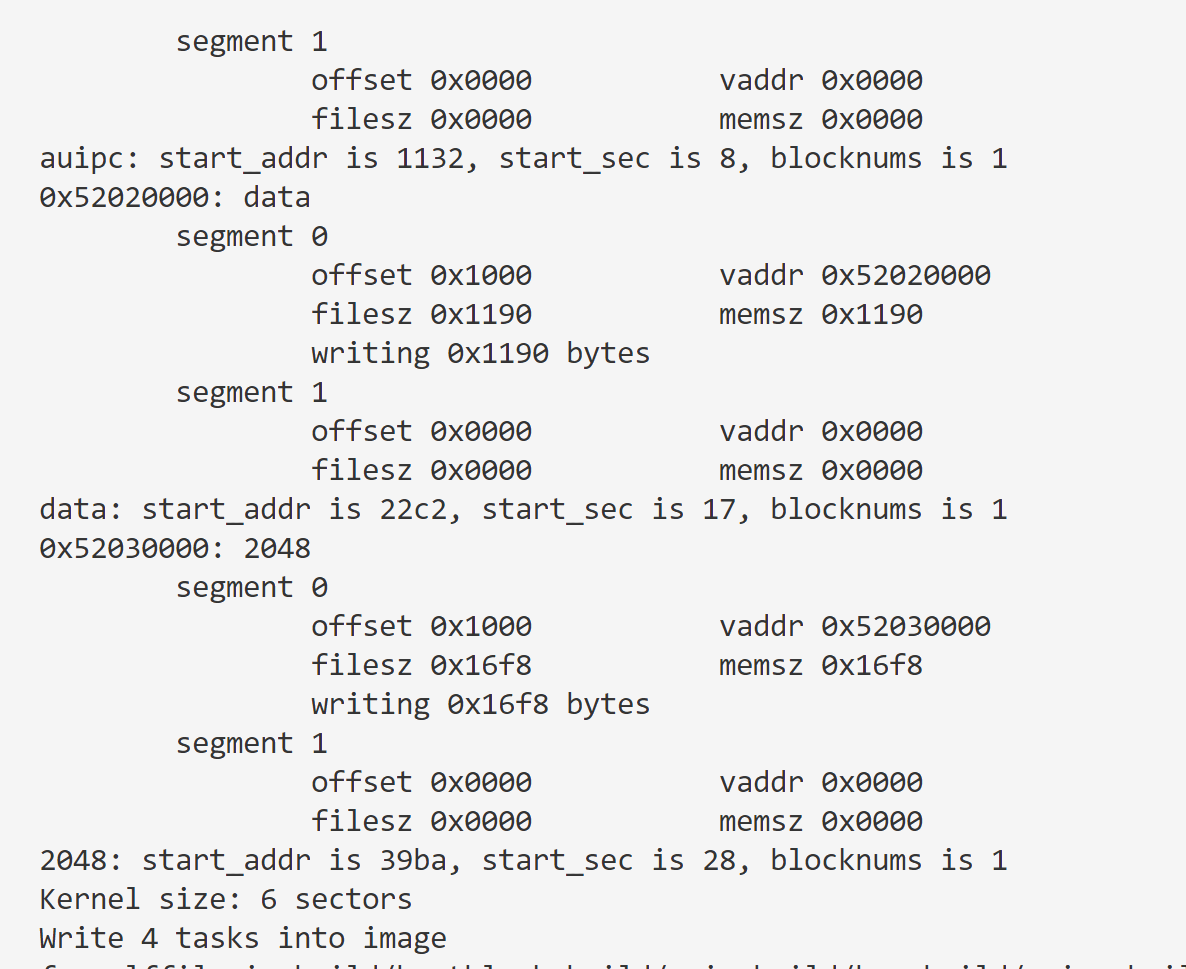 segment 1
offset 0x0000 vaddr 0x0000
filesz 0x0000 memsz 0x0000
auipc: start_addr is 1132, start_sec is 8, blocknums is 1
0x52020000: data
segment 0
offset 0x1000 vaddr 0x52020000
filesz 0x1190 memsz 0x1190
writing 0x1190 bytes
segment 1
offset 0x0000 vaddr 0x0000
filesz 0x0000 memsz 0x0000
data: start_addr is 22c2, start_sec is 17, blocknums is 1
0x52030000: 2048
segment 0
offset 0x1000 vaddr 0x52030000
filesz 0x16f8 memsz 0x16f8
writing 0x16f8 bytes
segment 1
offset 0x0000 vaddr 0x0000
filesz 0x0000 memsz 0x0000
2048: start_addr is 39ba, start_sec is 28, blocknums is 1
Kernel size: 6 sectors
Write 4 tasks into image